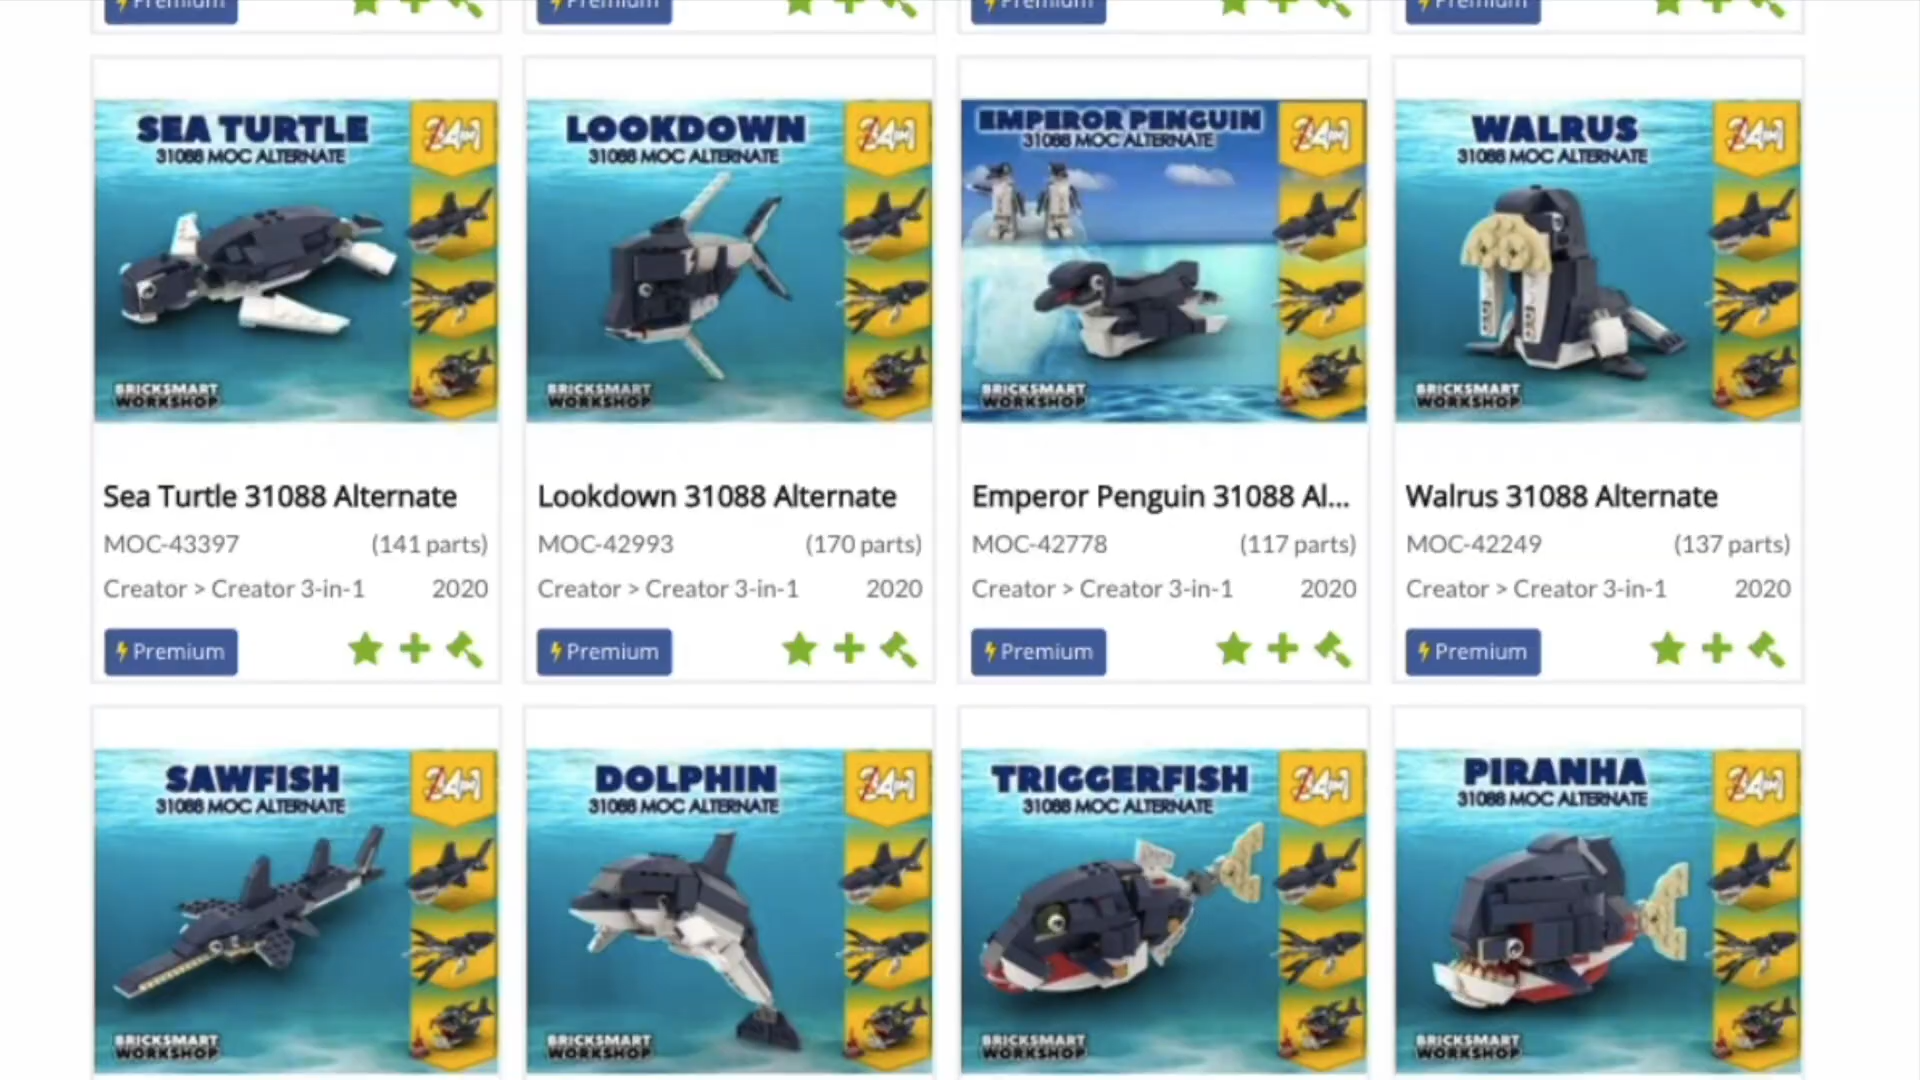 Premium
Premium
Premium
Premium
SEA TURTLE
31088 MOC ALTERNATE
BRICKSMART
WORKSHOP
LOOKDOWN
31088 MOC ALTERNATE
BRICKSMART
WORKSHOP
EMPEROR PENGUIN
31088 MOC ALTERNATE
BRICKSMART
WORKSHOP
WALRUS
31088 MOC ALTERNATE
BRICKSMART
WORKSHOP
Sea Turtle 31088 Alternate
MOC-43397 (141 parts)
Creator > Creator 3-in-1 2020
Premium
Lookdown 31088 Alternate
MOC-42993 (170 parts)
Creator > Creator 3-in-1 2020
Premium
Emperor Penguin 31088 Al...
MOC-42778 (117 parts)
Creator > Creator 3-in-1 2020
Premium
Walrus 31088 Alternate
MOC-42249 (137 parts)
Creator > Creator 3-in-1 2020
Premium
SAWFISH
31088 MOC ALTERNATE
BRICKSMART
WORKSHOP
DOLPHIN
31088 MOC ALTERNATE
BRICKSMART
WORKSHOP
TRIGGERFISH
31088 MOC ALTERNATE
BRICKSMART
WORKSHOP
PIRANHA
31088 MOC ALTERNATE
BRICKSMART
WORKSHOP